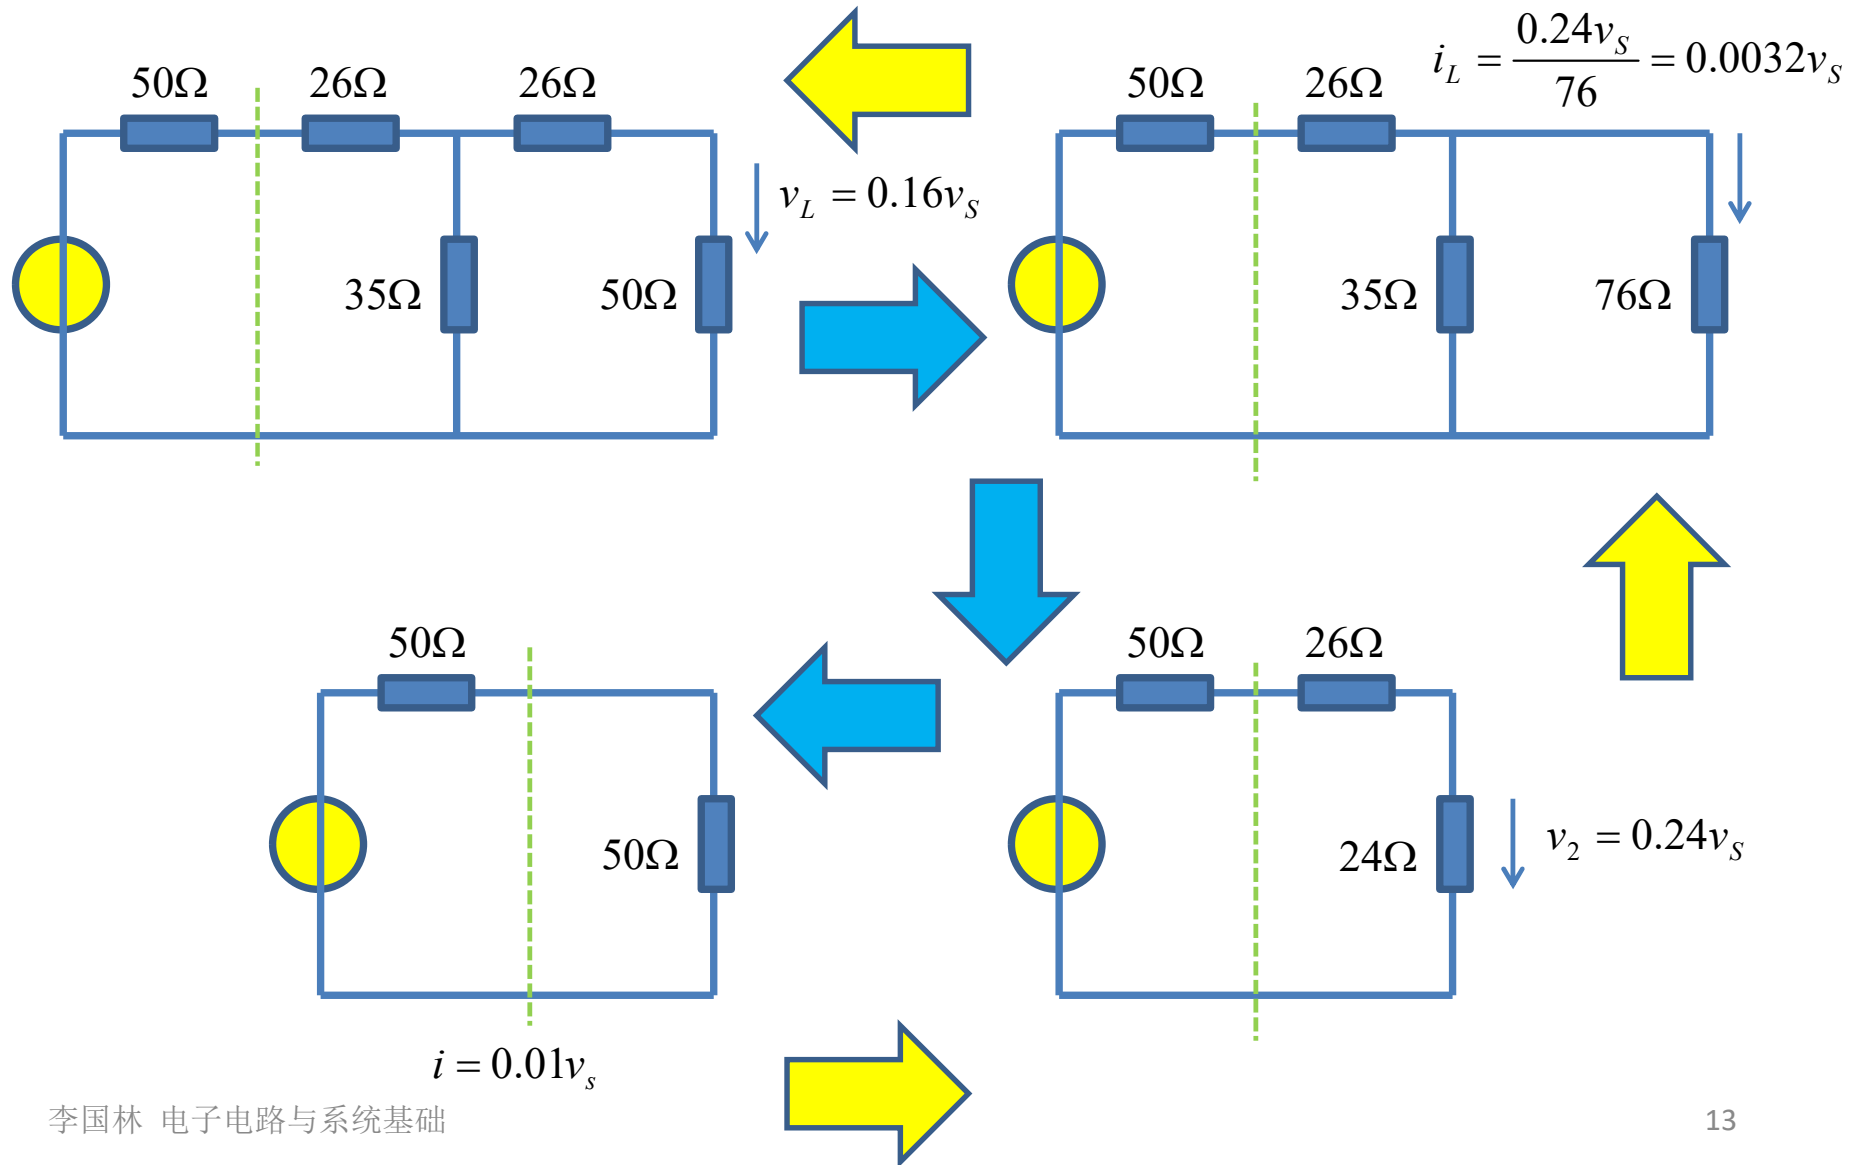 50Ω 26Ω 26Ω
35Ω 50Ω
v_L = 0.16v_S
i_L = \frac{0.24v_S}{76} = 0.0032v_S
50Ω 26Ω
35Ω 76Ω
50Ω
50Ω
i = 0.01v_s
50Ω 26Ω
24Ω
v_2 = 0.24v_S
李国林 电子电路与系统基础
13